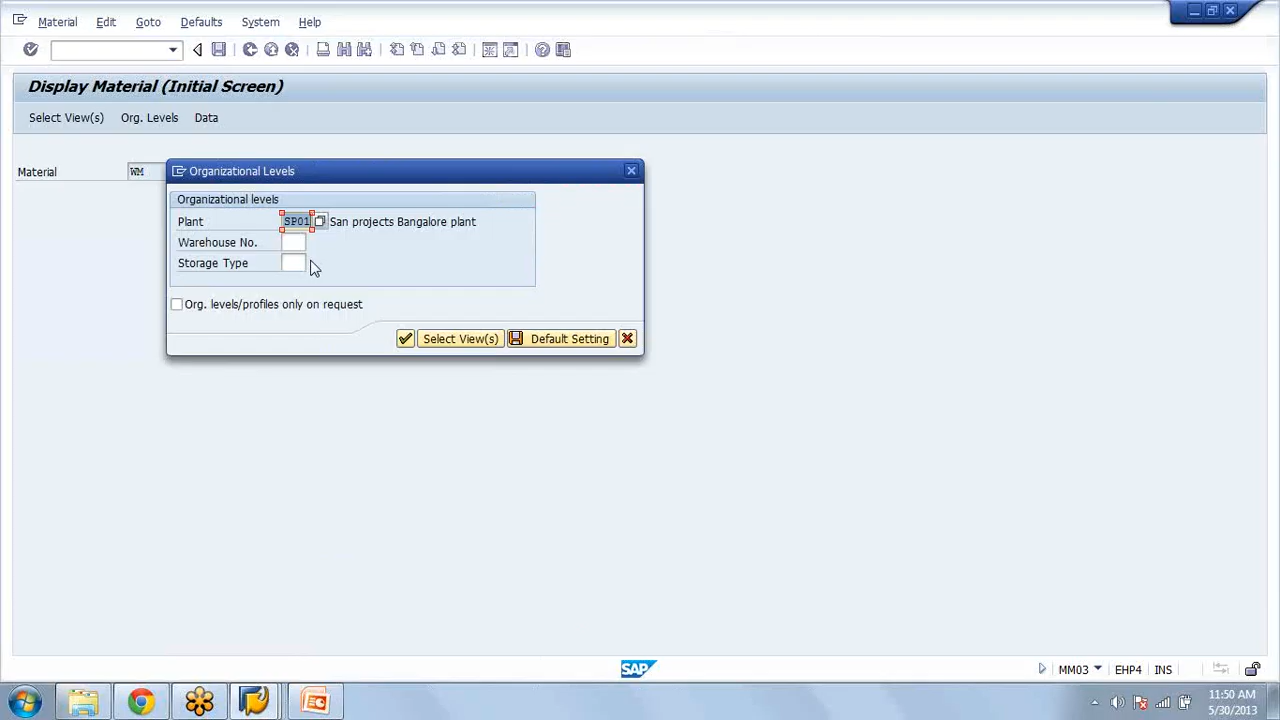 Material Edit Goto Defaults System Help
Display Material (Initial Screen)
Select View(s) Org. Levels Data
Material WM
Organizational Levels
Organizational levels
Plant SP01 San projects Bangalore plant
Warehouse No.
Storage Type
Org. levels/profiles only on request
Select View(s) Default Setting
SAP
MM03 EHP4 INS
11:50 AM
5/30/2013